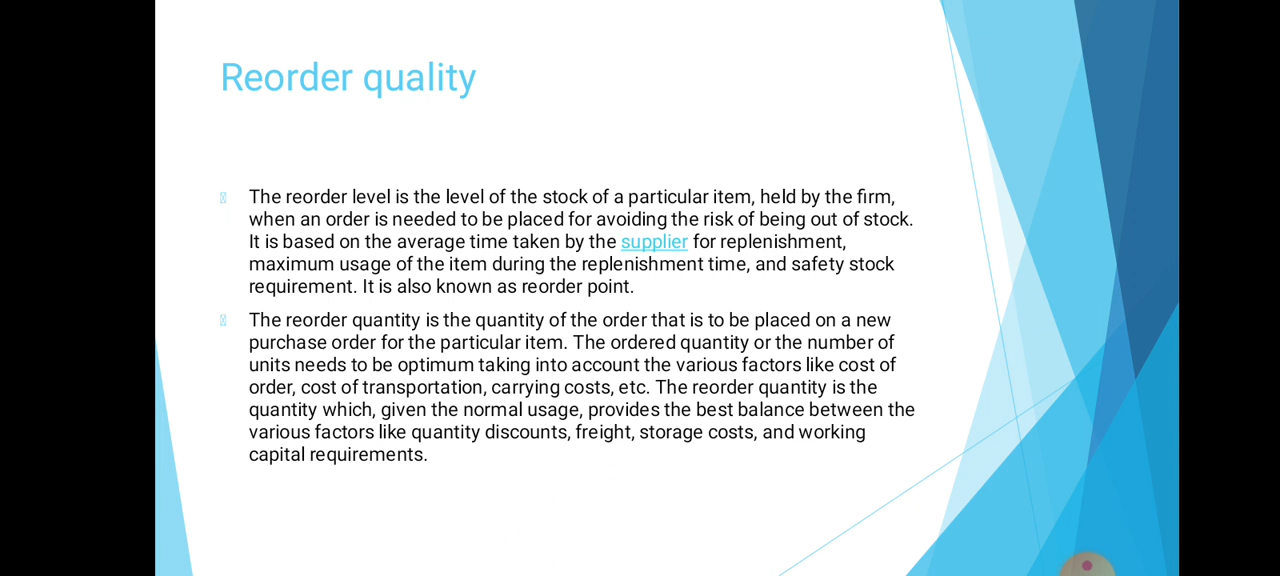 Reorder quality
The reorder level is the level of the stock of a particular item, held by the firm,
when an order is needed to be placed for avoiding the risk of being out of stock.
It is based on the average time taken by the supplier for replenishment,
maximum usage of the item during the replenishment time, and safety stock
requirement. It is also known as reorder point.
The reorder quantity is the quantity of the order that is to be placed on a new
purchase order for the particular item. The ordered quantity or the number of
units needs to be optimum taking into account the various factors like cost of
order, cost of transportation, carrying costs, etc. The reorder quantity is the
quantity which, given the normal usage, provides the best balance between the
various factors like quantity discounts, freight, storage costs, and working
capital requirements.